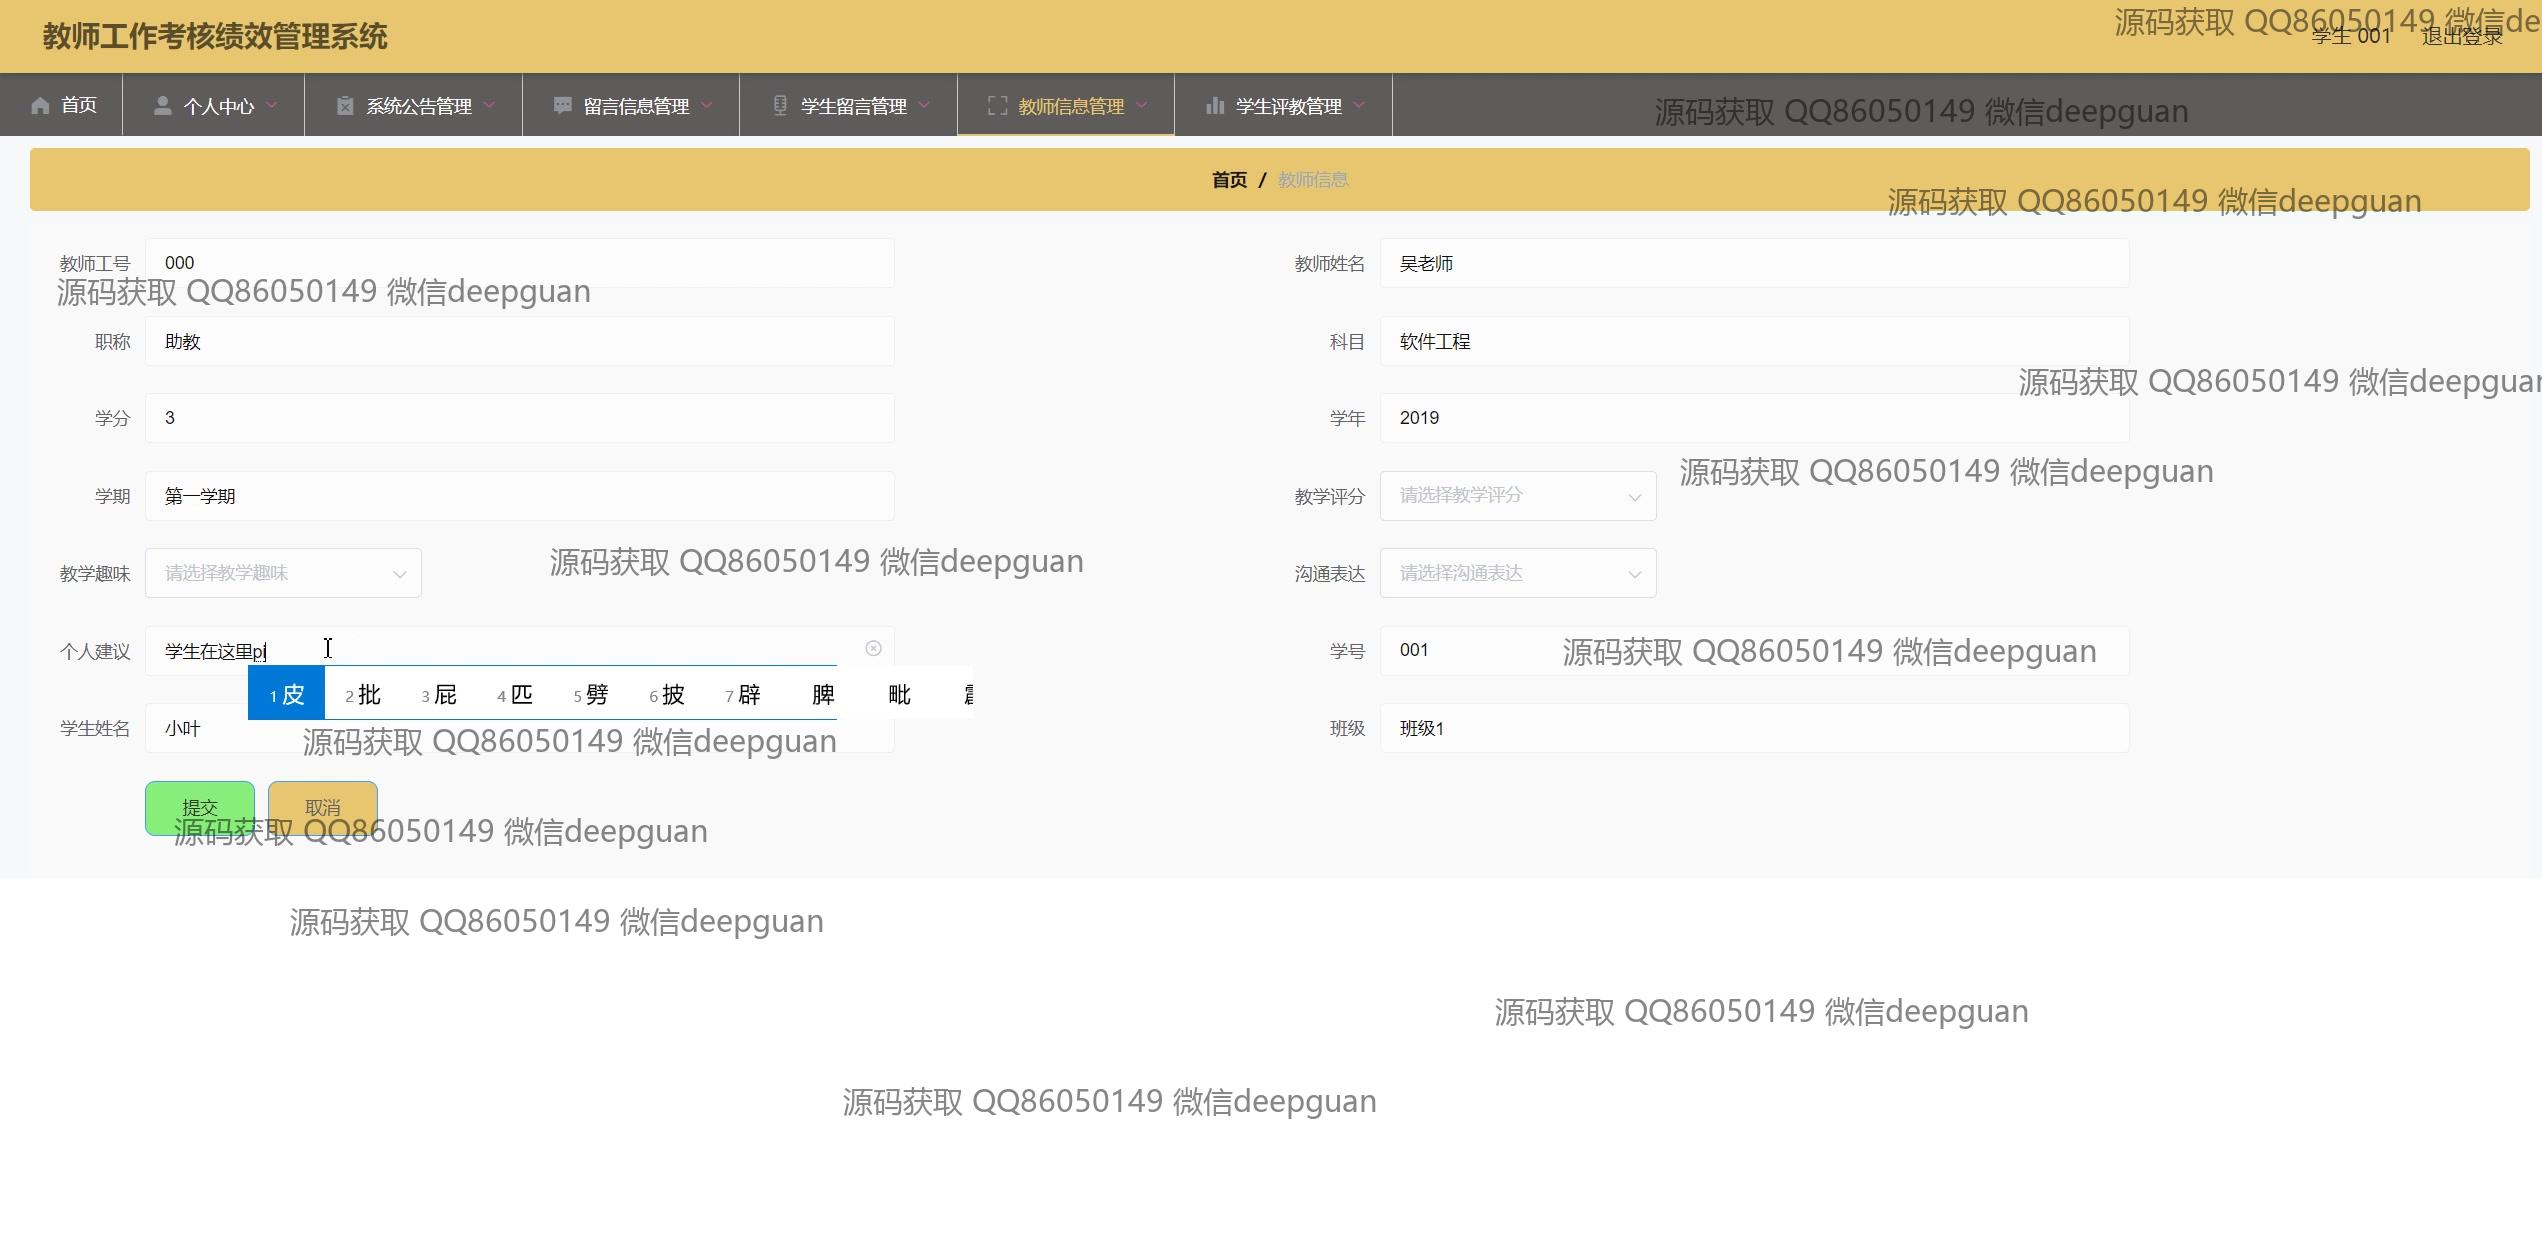 教师工作考核绩效管理系统
源码获取 QQ86050149 微信de
学生 001 退出登录
首页 个人中心 系统公告管理 留言信息管理 学生留言管理 教师信息管理 学生评教管理
源码获取 QQ86050149 微信deepguan
首页 / 教师信息
源码获取 QQ86050149 微信deepguan
教师工号 000 教师姓名 吴老师
源码获取 QQ86050149 微信deepguan
职称 助教 科目 软件工程
源码获取 QQ86050149 微信deepguan
学分 3 学年 2019
源码获取 QQ86050149 微信deepguan
学期 第一学期 教学评分 请选择教学评分
源码获取 QQ86050149 微信deepguan
教学趣味 请选择教学趣味 沟通表达 请选择沟通表达
个人建议 学生在这里pi 学号 001
源码获取 QQ86050149 微信deepguan
1 皮 2 批 3 屁 4 匹 5 劈 6 披 7 辟 脾 毗
学生姓名 小叶 班级 班级1
源码获取 QQ86050149 微信deepguan
提交 取消
源码获取 QQ86050149 微信deepguan
源码获取 QQ86050149 微信deepguan
源码获取 QQ86050149 微信deepguan
源码获取 QQ86050149 微信deepguan